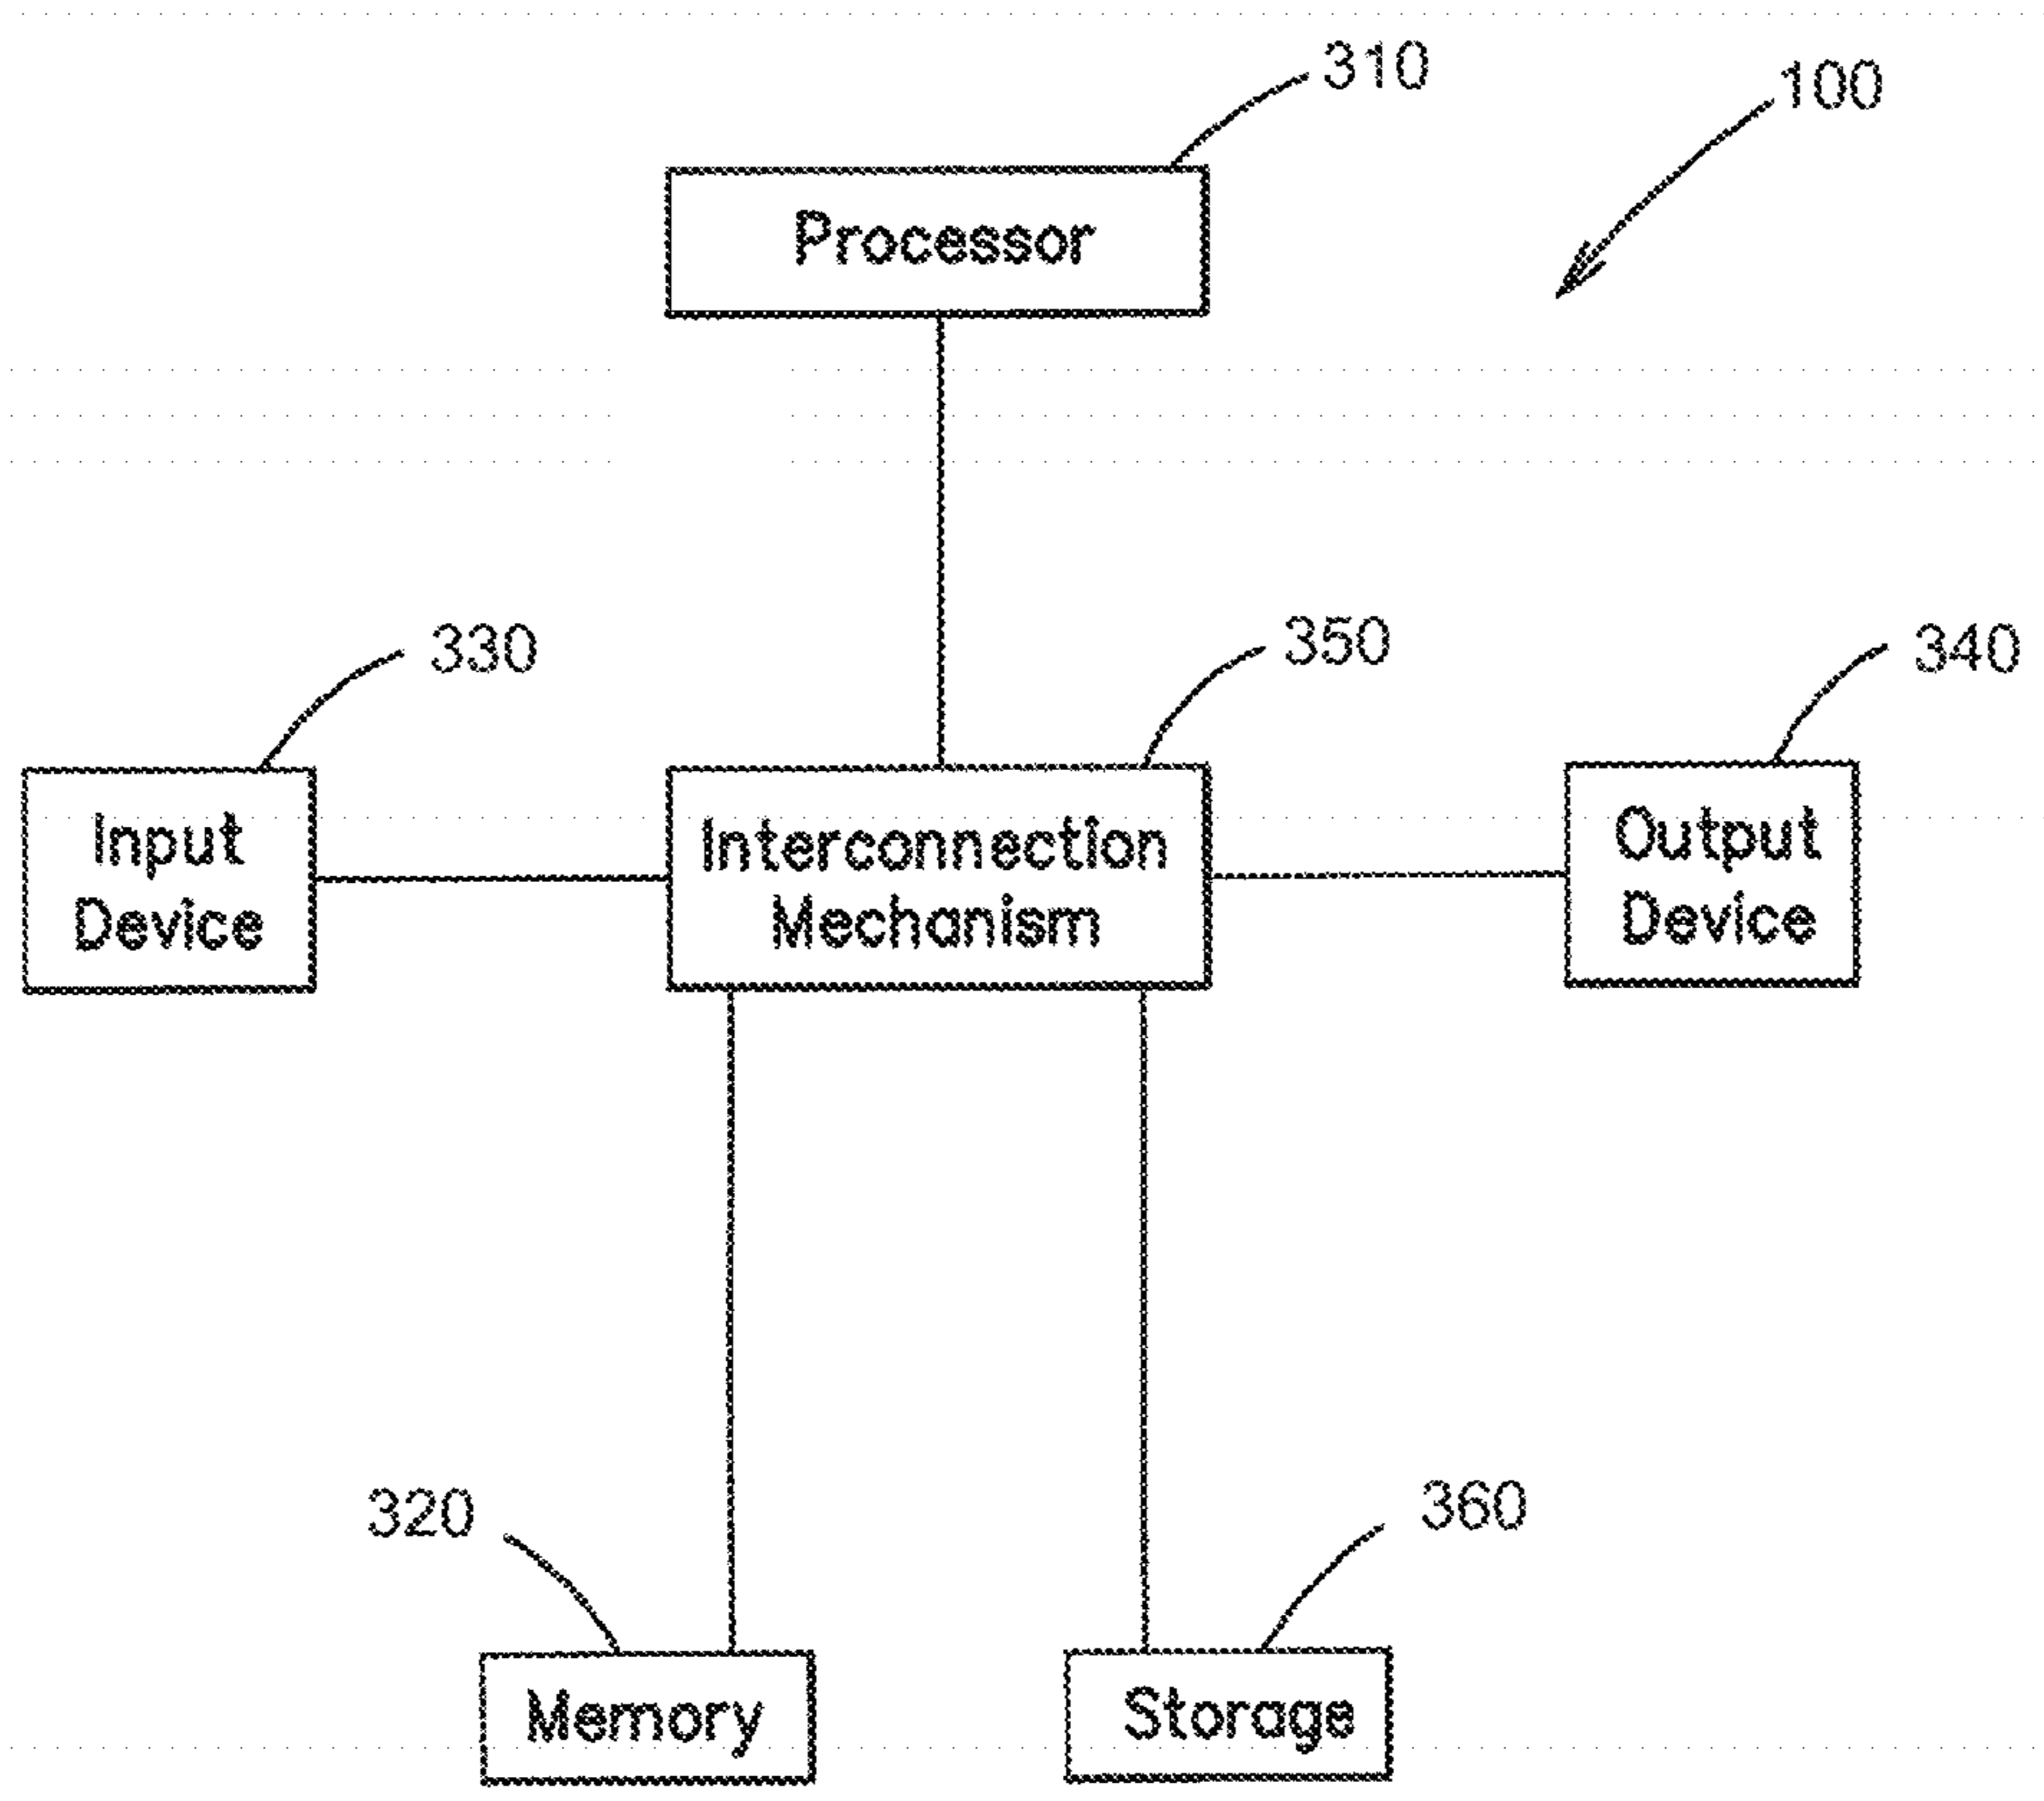 310
100
Processor
330
350
340
Input
Device
Interconnection
Mechanism
Output
Device
320
360
Memory
Storage